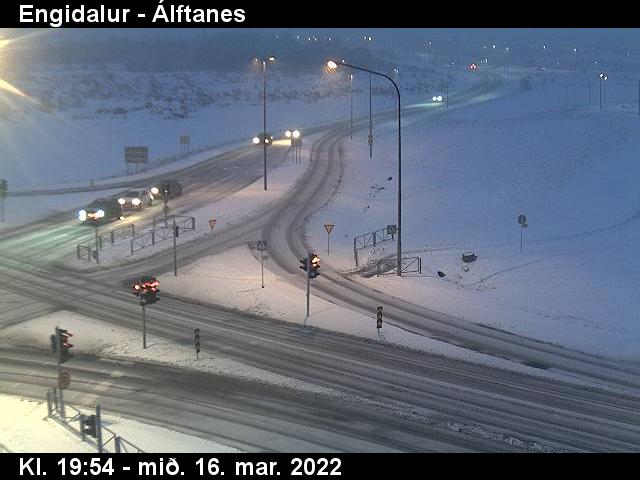 Engidalur - Álftanes
Kl. 19:54 - mið. 16. mar. 2022